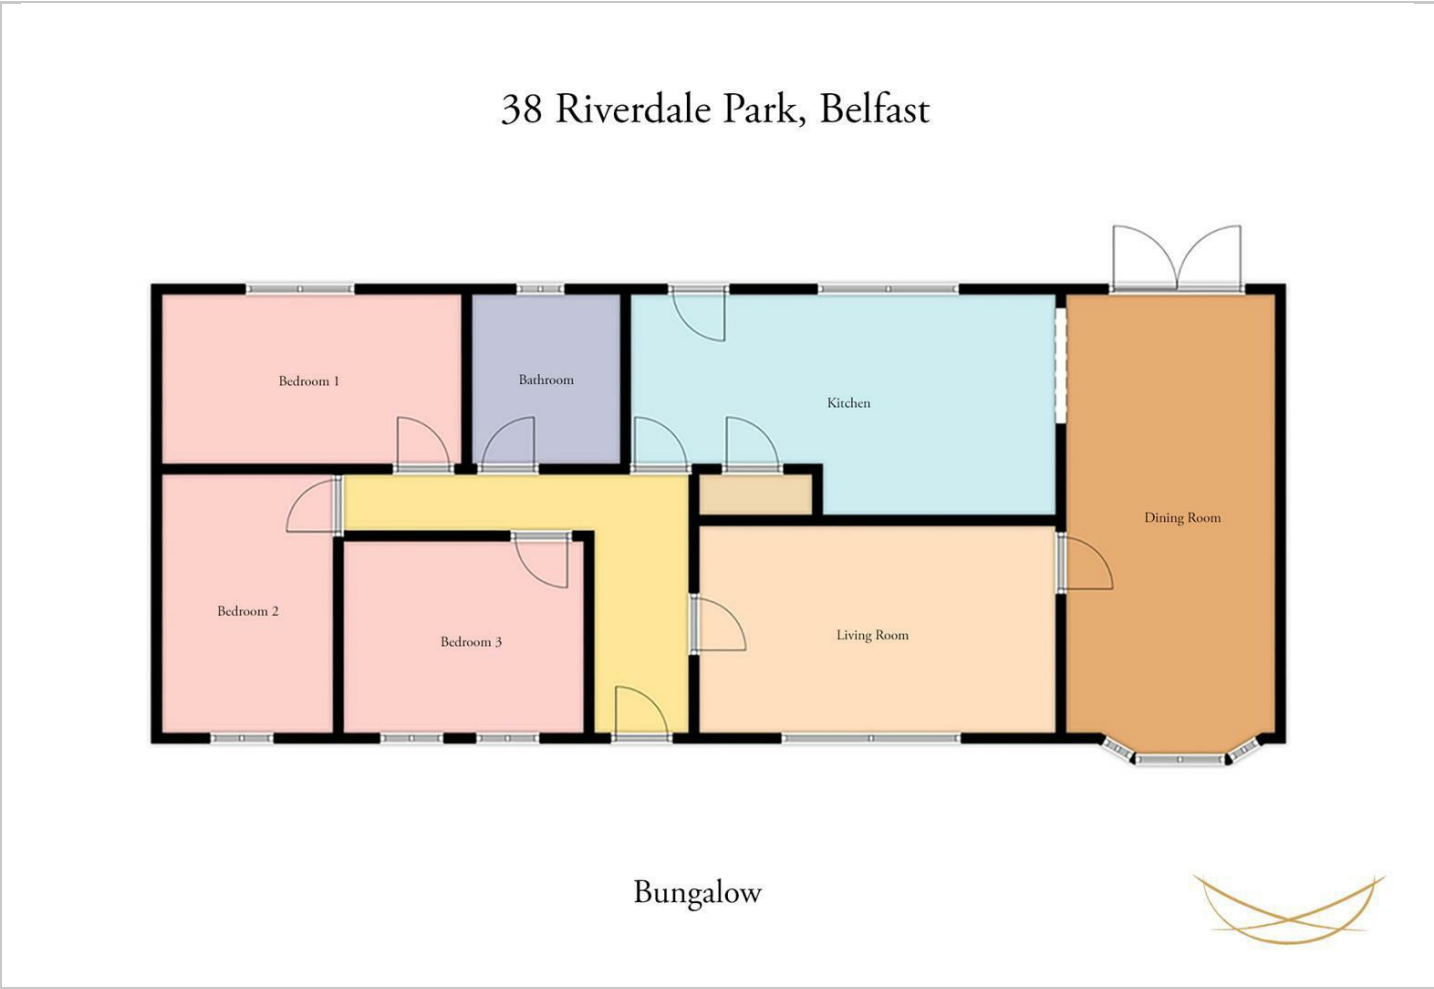 38 Riverdale Park, Belfast
Bedroom 1
Bathroom
Kitchen
Dining Room
Bedroom 2
Bedroom 3
Living Room
Bungalow